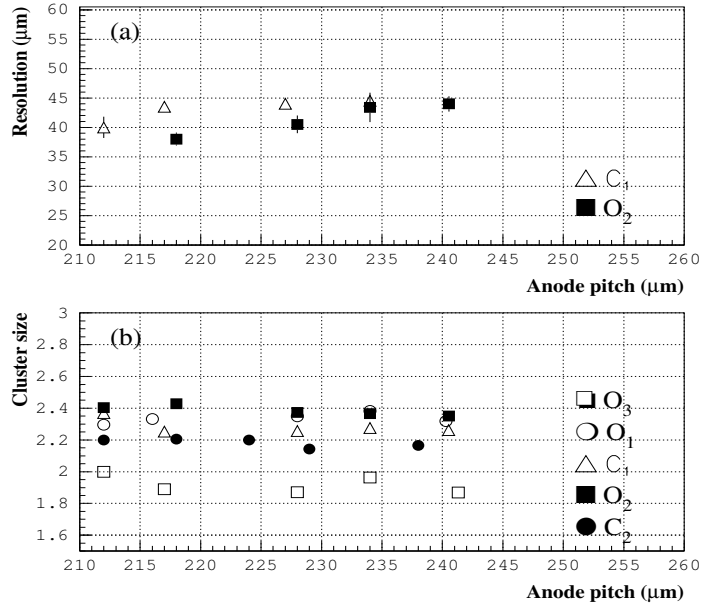 Resolution (μm)
60
55
50
45
40
35
30
25
20
(a)
C₁
O₂
210 215 220 225 230 235 240 245 250 255 260
Anode pitch (μm)
Cluster size
3
2.8
2.6
2.4
2.2
2
1.8
1.6
(b)
O₃
O₁
C₁
O₂
C₂
210 215 220 225 230 235 240 245 250 255 260
Anode pitch (μm)